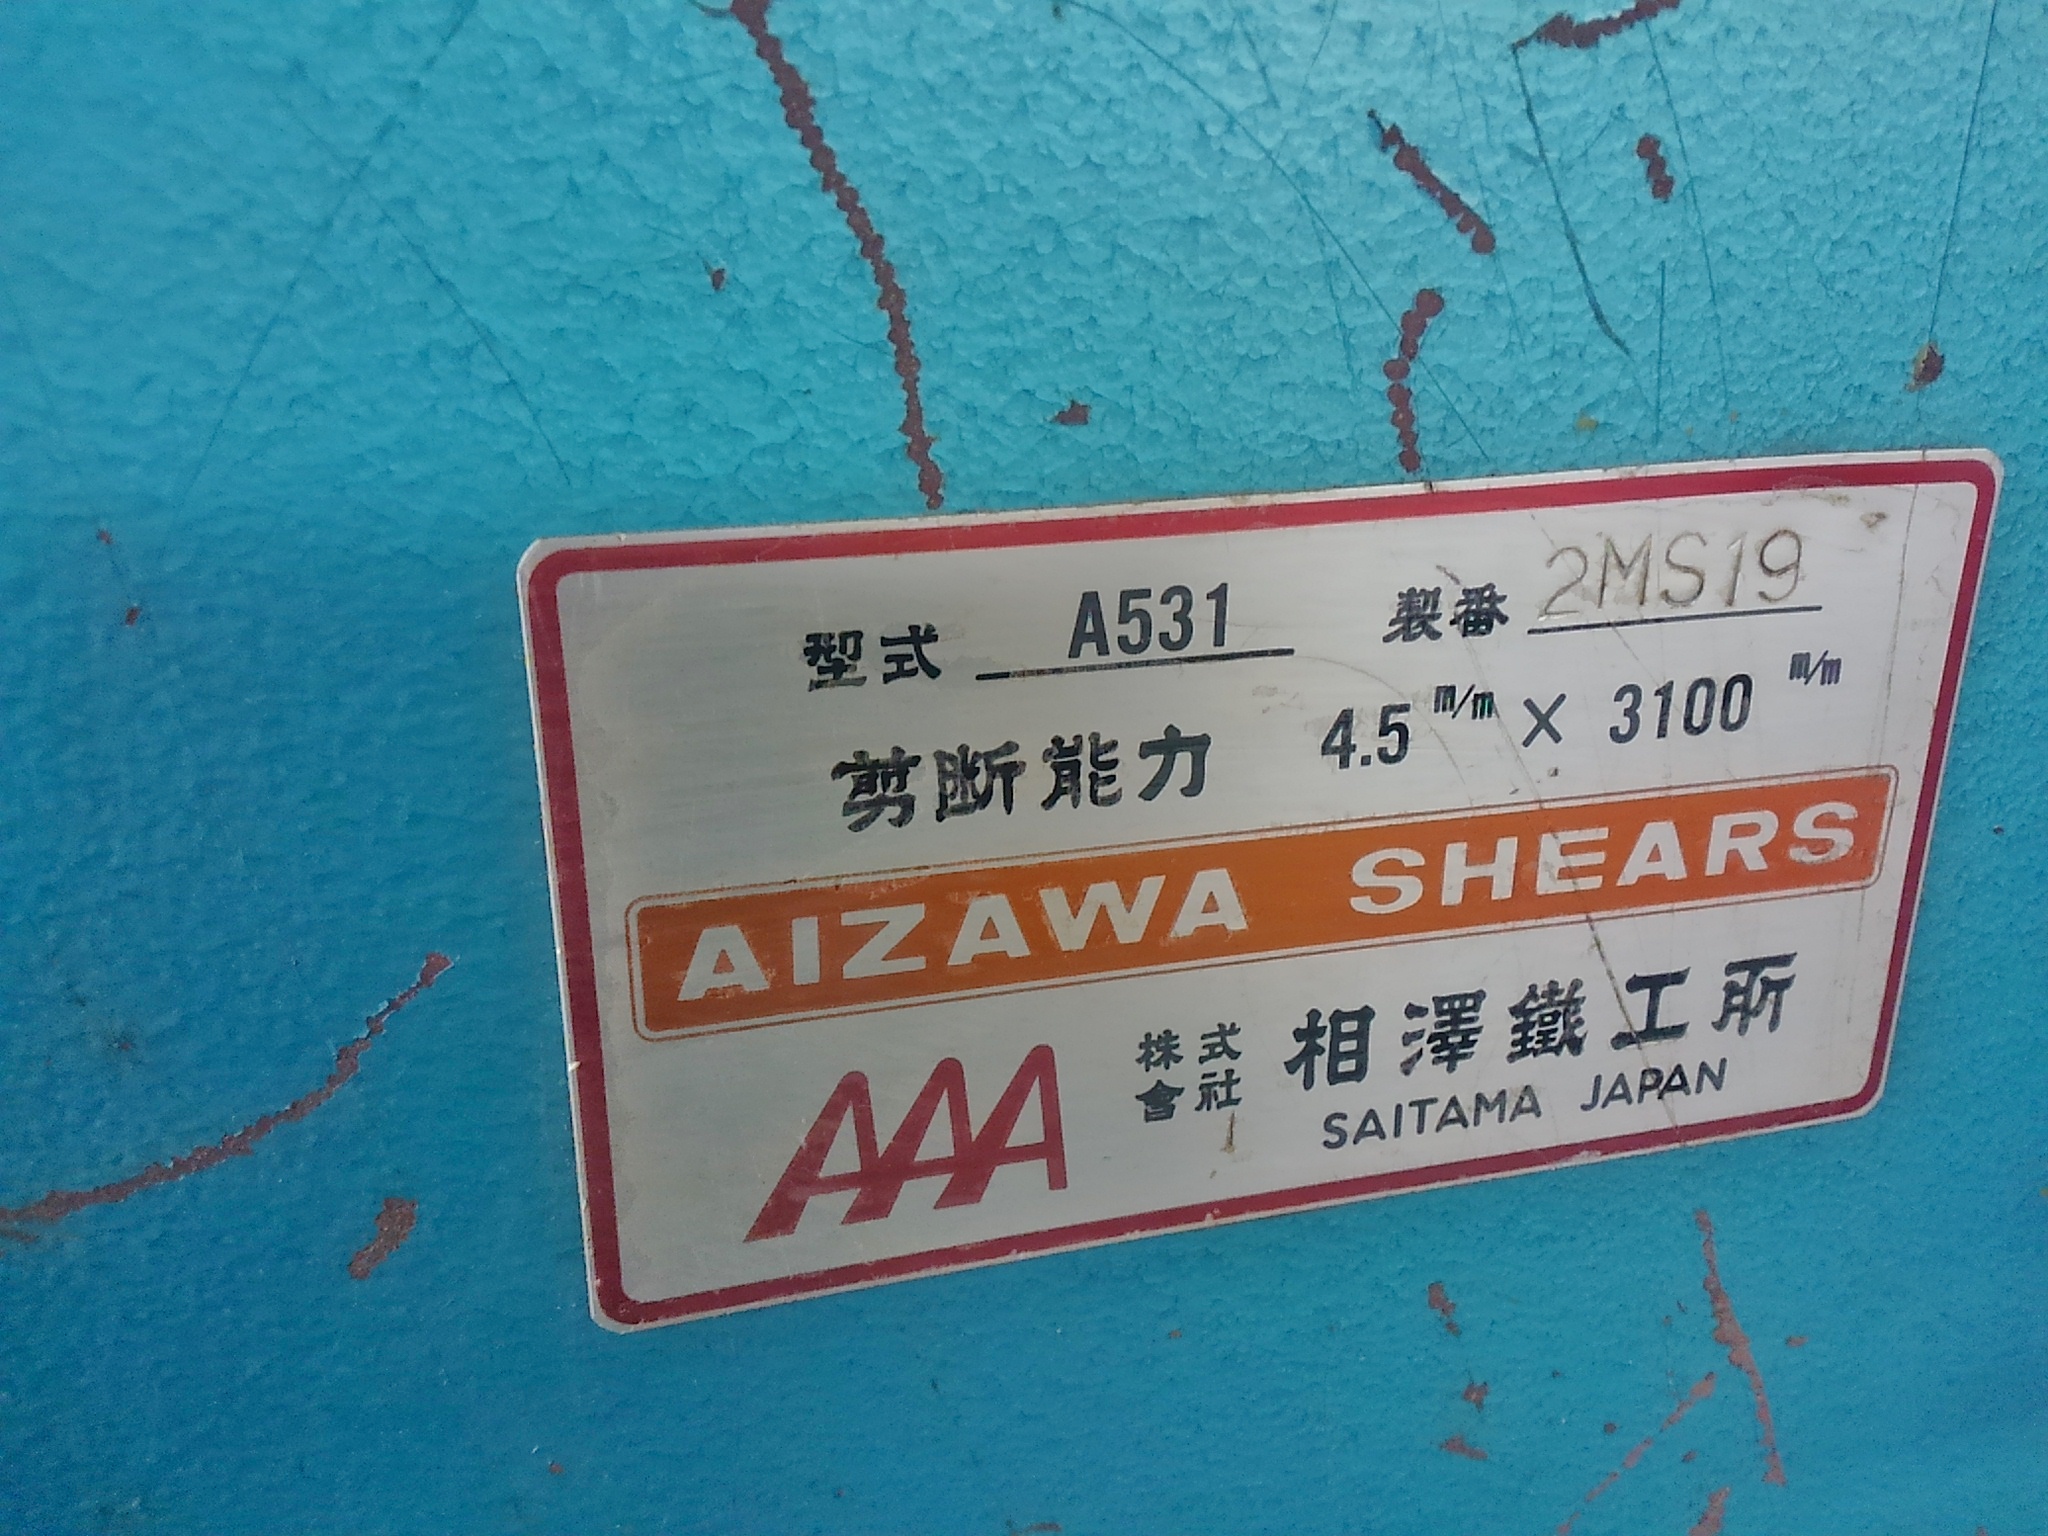 型式 A531 製番 2MS19
剪断能力 4.5 m/m × 3100 m/m
AIZAWA SHEARS
AAA 株式會社 相澤鐵工所
SAITAMA JAPAN